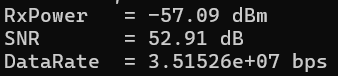 RxPower = -57.09 dBm
SNR = 52.91 dB
DataRate = 3.51526e+07 bps